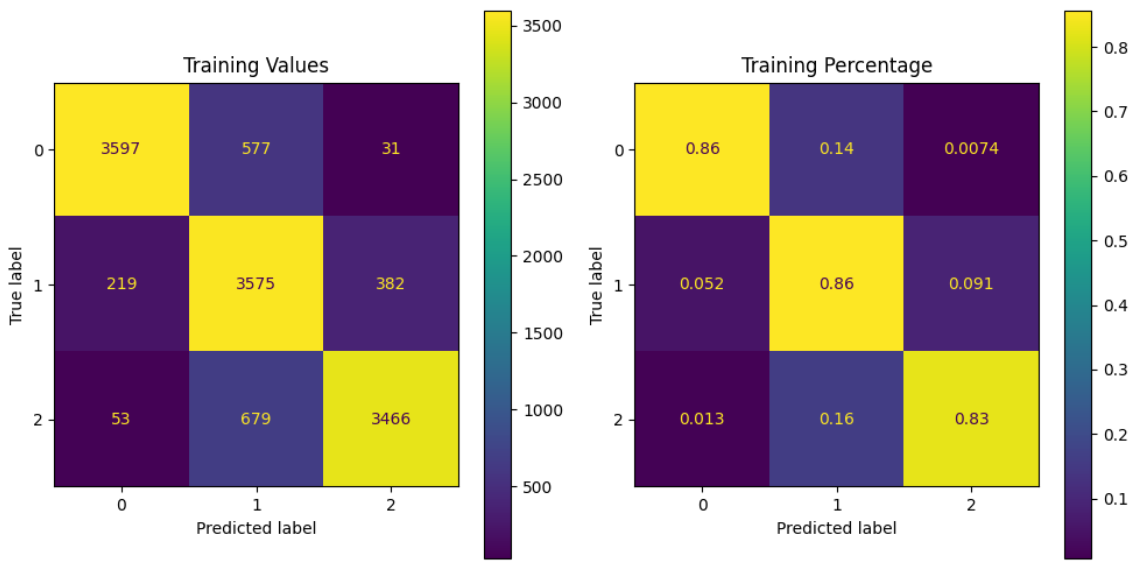 Training Values
True label
0
1
2
3597 577 31
219 3575 382
53 679 3466
0 1 2
Predicted label
3500
3000
2500
2000
1500
1000
500
Training Percentage
True label
0
1
2
0.86 0.14 0.0074
0.052 0.86 0.091
0.013 0.16 0.83
0 1 2
Predicted label
0.8
0.7
0.6
0.5
0.4
0.3
0.2
0.1